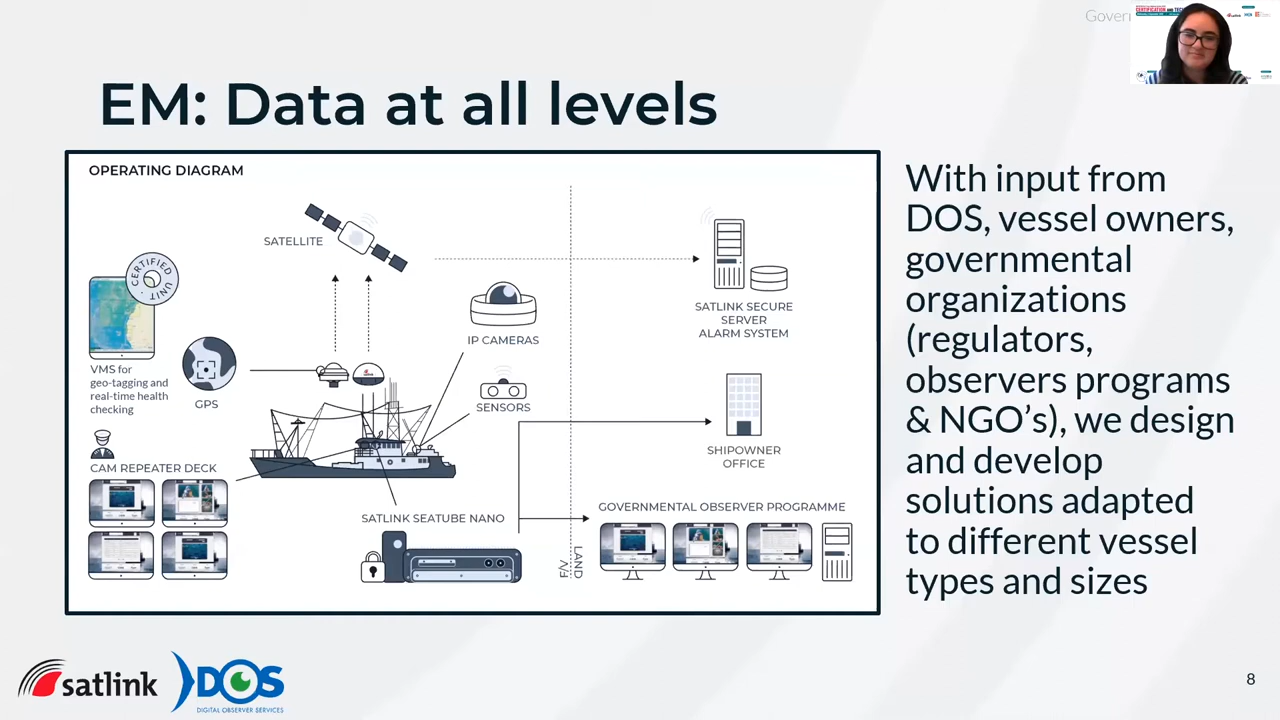 Govern
EM: Data at all levels
OPERATING DIAGRAM
SATELLITE
CERTIFIED UNIT
IP CAMERAS
SATLINK SECURE
SERVER
ALARM SYSTEM
VMS for
geo-tagging and
real-time health
checking
GPS
SENSORS
CAM REPEATER DECK
SHIPOWNER
OFFICE
SATLINK SEATUBE NANO
GOVERNMENTAL OBSERVER PROGRAMME
F/V
LAND
With input from
DOS, vessel owners,
governmental
organizations
(regulators,
observers programs
& NGO’s), we design
and develop
solutions adapted
to different vessel
types and sizes
satlink
DOS
DIGITAL OBSERVER SERVICES
8